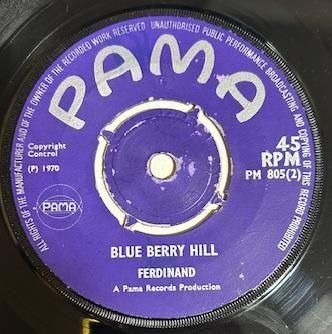 ALL RIGHTS OF THE MANUFACTURER AND OF THE OWNER OF THE RECORDED WORK RESERVED UNAUTHORISED PUBLIC PERFORMANCE BROADCASTING AND COPYING OF THIS RECORD PROHIBITED
PAMA
Copyright
Control
(P) 1970
45
RPM
PM 805(2)
PAMA
BLUE BERRY HILL
FERDINAND
A Pama Records Production